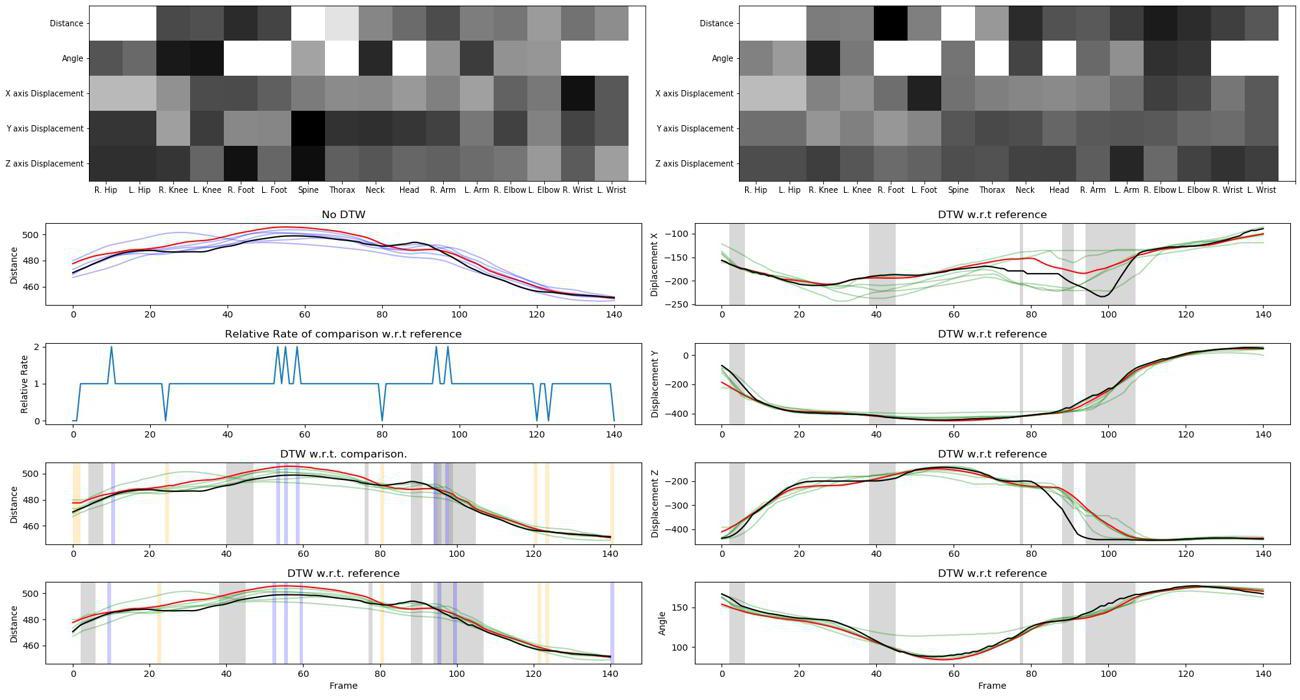 Distance
Angle
X axis Displacement
Y axis Displacement
Z axis Displacement
R. Hip L. Hip R. Knee L. Knee R. Foot L. Foot Spine Thorax Neck Head R. Arm L. Arm R. Elbow L. Elbow R. Wrist L. Wrist
Distance
Angle
X axis Displacement
Y axis Displacement
Z axis Displacement
R. Hip L. Hip R. Knee L. Knee R. Foot L. Foot Spine Thorax Neck Head R. Arm L. Arm R. Elbow L. Elbow R. Wrist L. Wrist
No DTW
Distance
500
480
460
0 20 40 60 80 100 120 140
Relative Rate of comparison w.r.t reference
Relative Rate
2
1
0
0 20 40 60 80 100 120 140
DTW w.r.t. comparison.
Distance
500
480
460
0 20 40 60 80 100 120 140
DTW w.r.t. reference
Distance
500
480
460
0 20 40 60 80 100 120 140
Frame
DTW w.r.t reference
Diplacement X
−100
−150
−200
−250
0 20 40 60 80 100 120 140
DTW w.r.t reference
Displacement Y
0
−200
−400
0 20 40 60 80 100 120 140
DTW w.r.t reference
Displacement Z
−200
−300
−400
0 20 40 60 80 100 120 140
DTW w.r.t reference
Angle
150
100
0 20 40 60 80 100 120 140
Frame